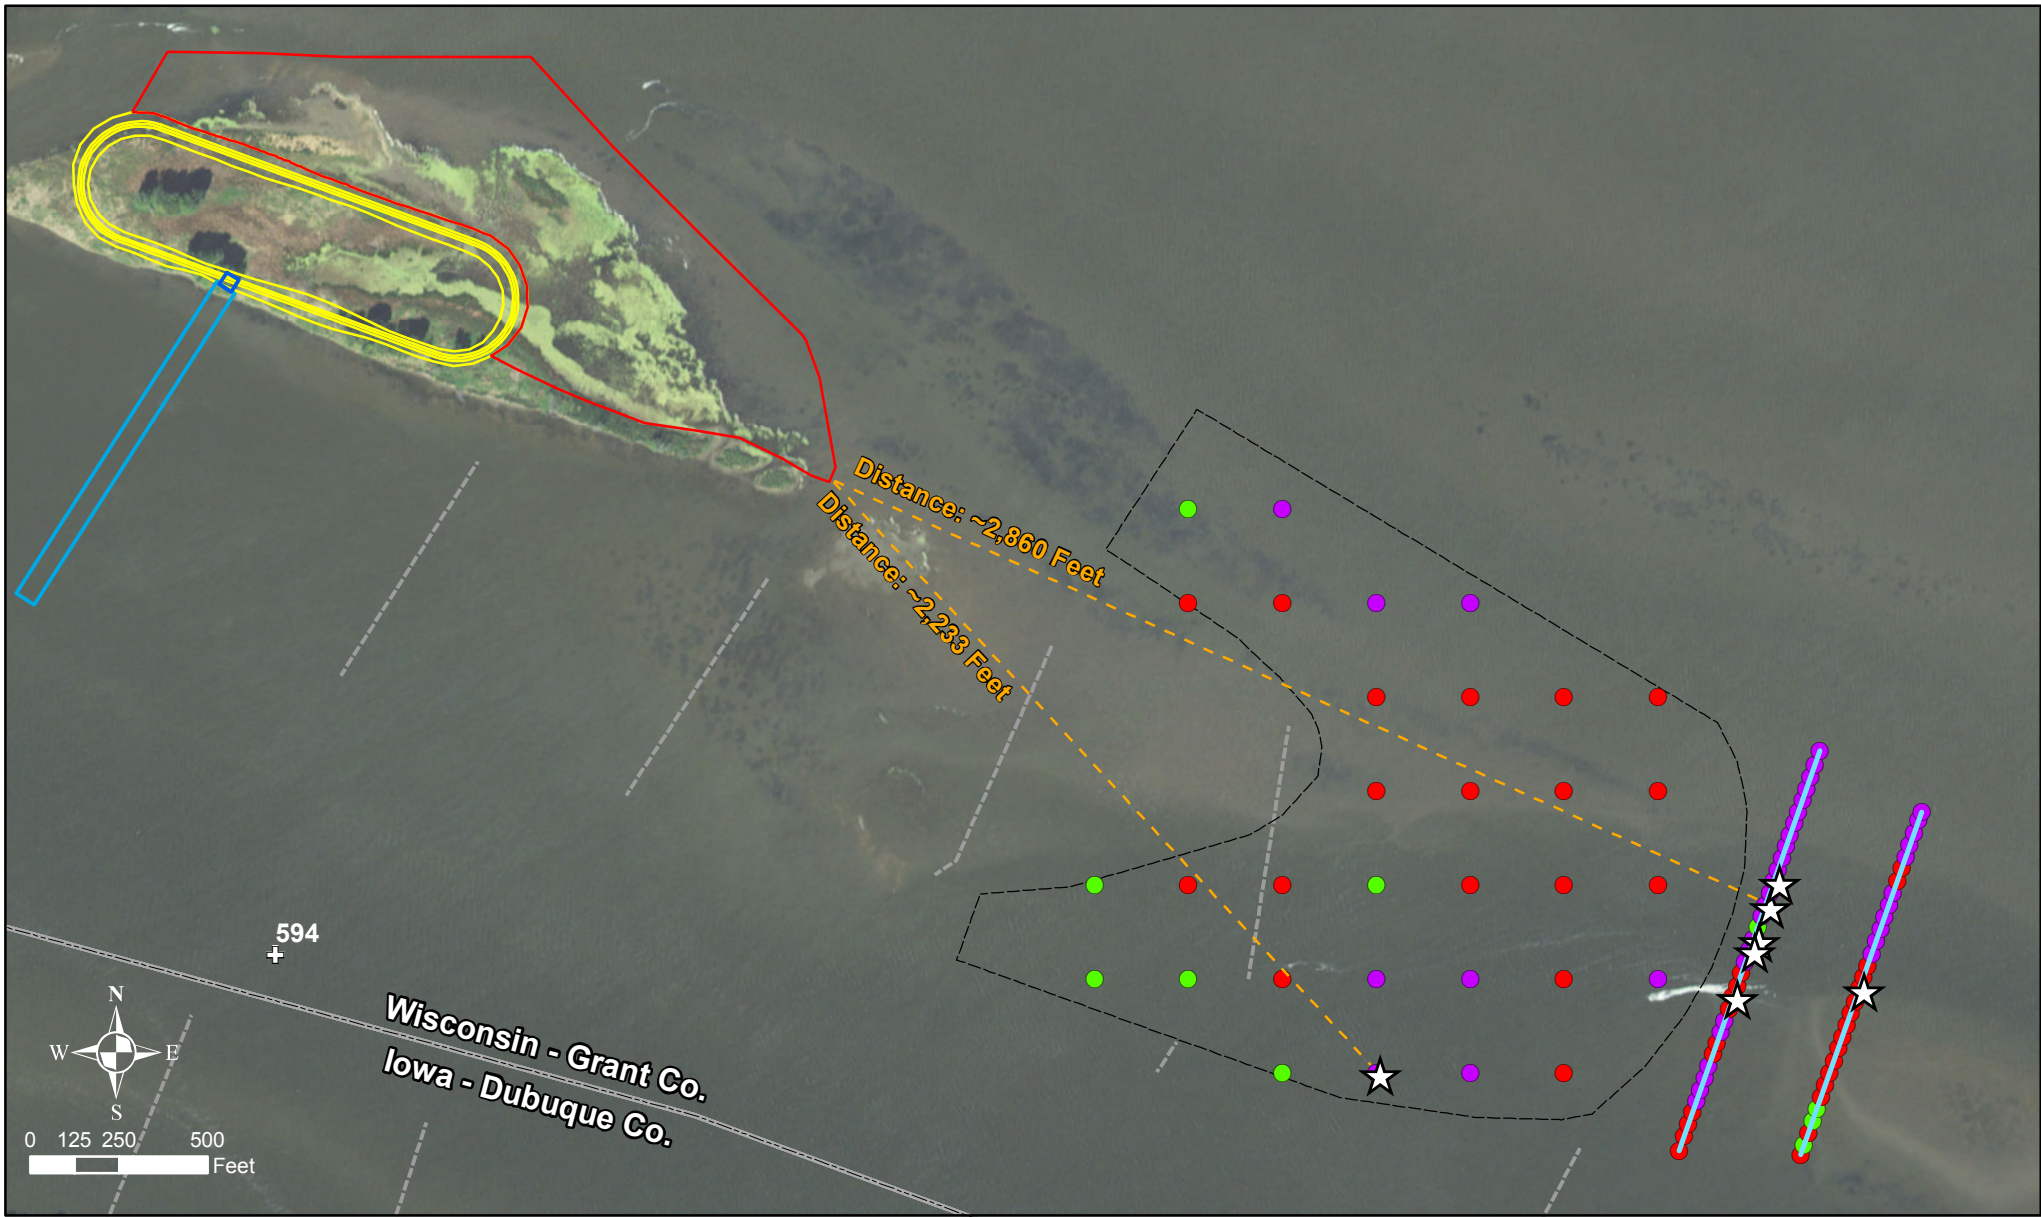 Distance: ~2,860 Feet
Distance: ~2,233 Feet
594
Wisconsin - Grant Co.
Iowa - Dubuque Co.
N
W E
S
0 125 250 500
Feet